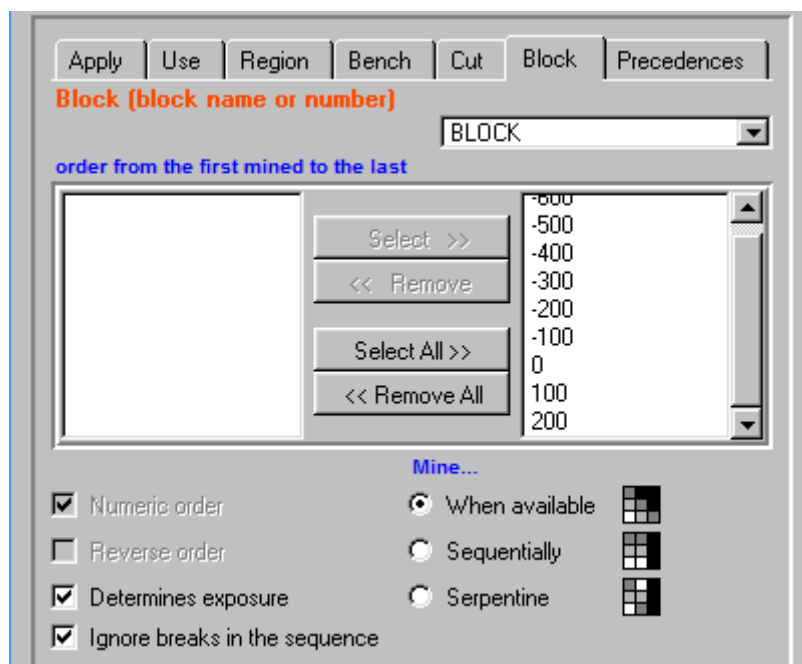 Apply Use Region Bench Cut Block Precedences
Block (block name or number)
BLOCK
order from the first mined to the last
-600
-500
-400
-300
-200
-100
0
100
200
Select >>
<< Remove
Select All >>
<< Remove All
Mine...
Numeric order
When available
Reverse order
Sequentially
Determines exposure
Serpentine
Ignore breaks in the sequence